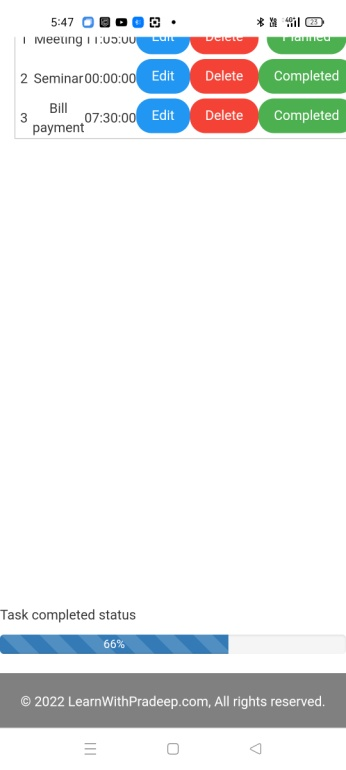 5:47
23
1 Meeting 11:05:00 Edit Delete Planned
2 Seminar 00:00:00 Edit Delete Completed
3 Bill payment 07:30:00 Edit Delete Completed
Task completed status
66%
© 2022 LearnWithPradeep.com, All rights reserved.